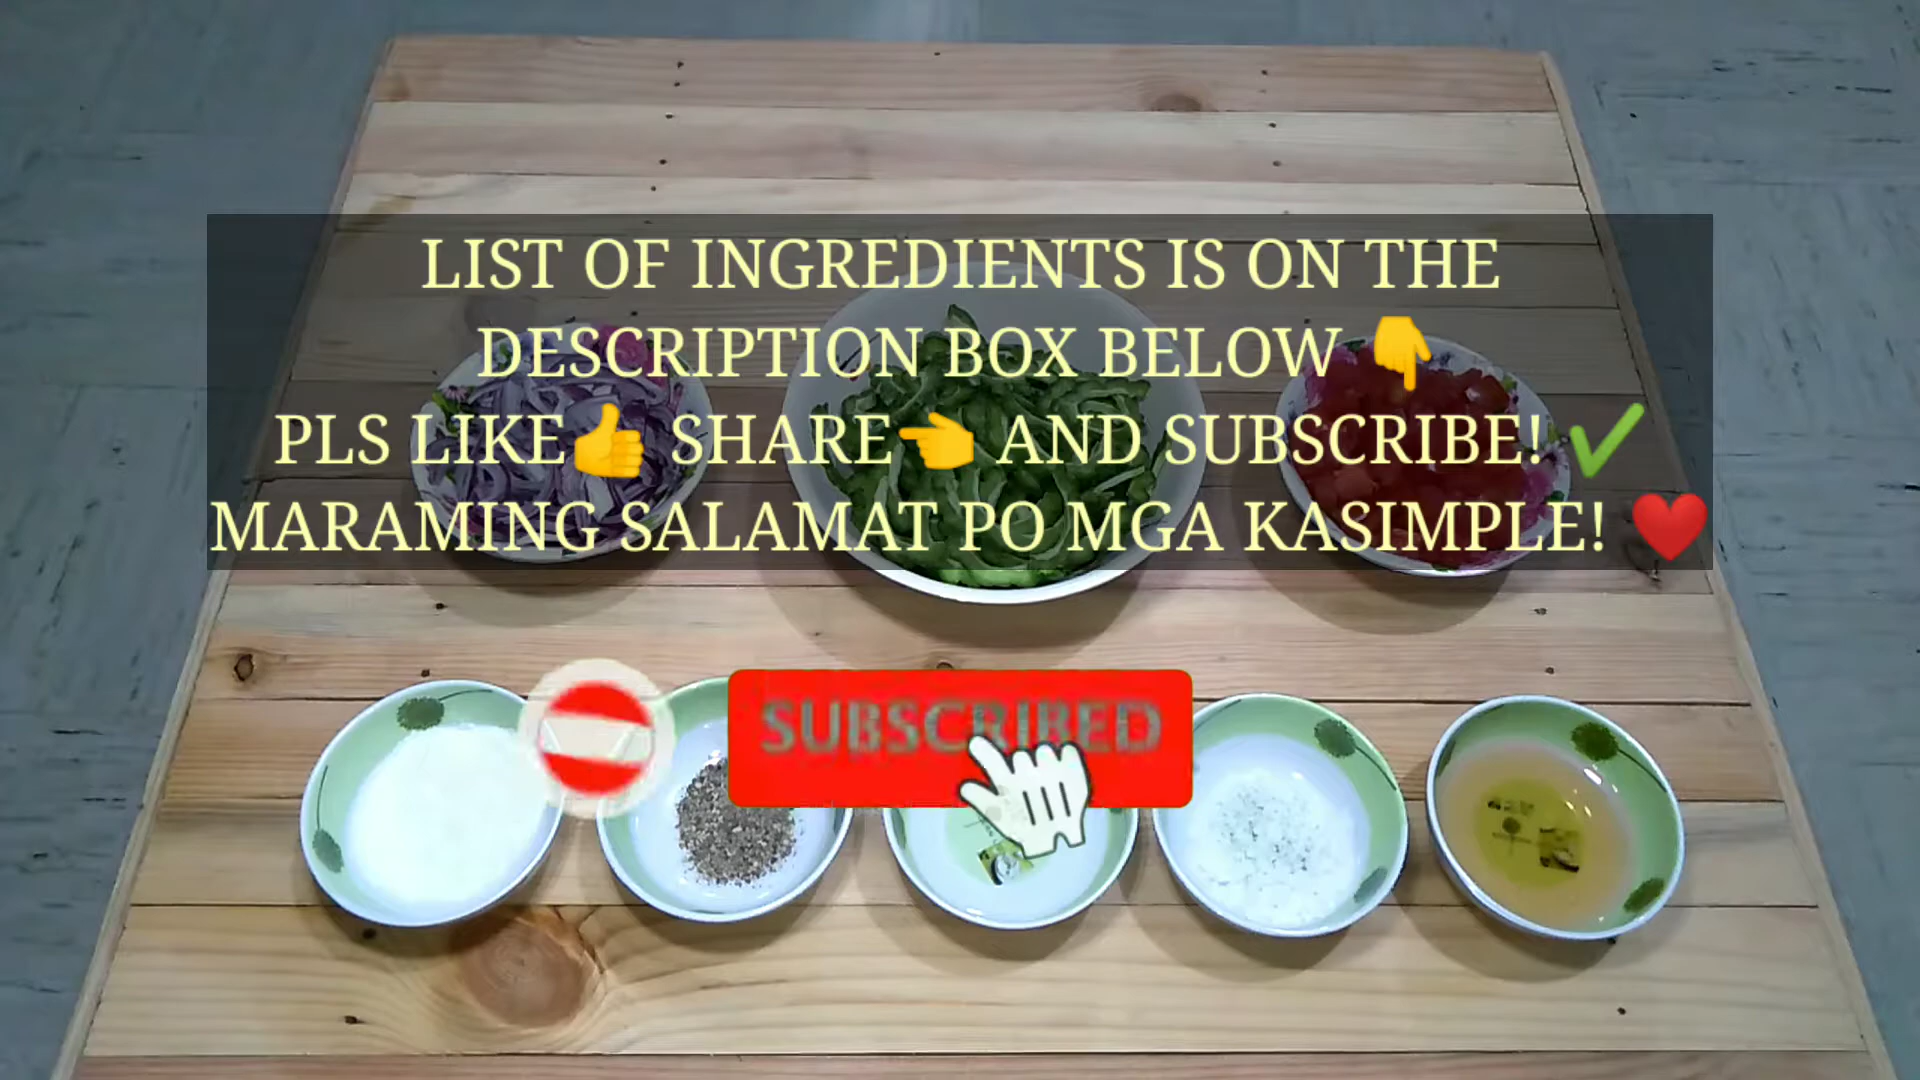 LIST OF INGREDIENTS IS ON THE
DESCRIPTION BOX BELOW 👇
PLS LIKE👍 SHARE👈 AND SUBSCRIBE! ✔
MARAMING SALAMAT PO MGA KASIMPLE! ❤
SUBSCRIBED